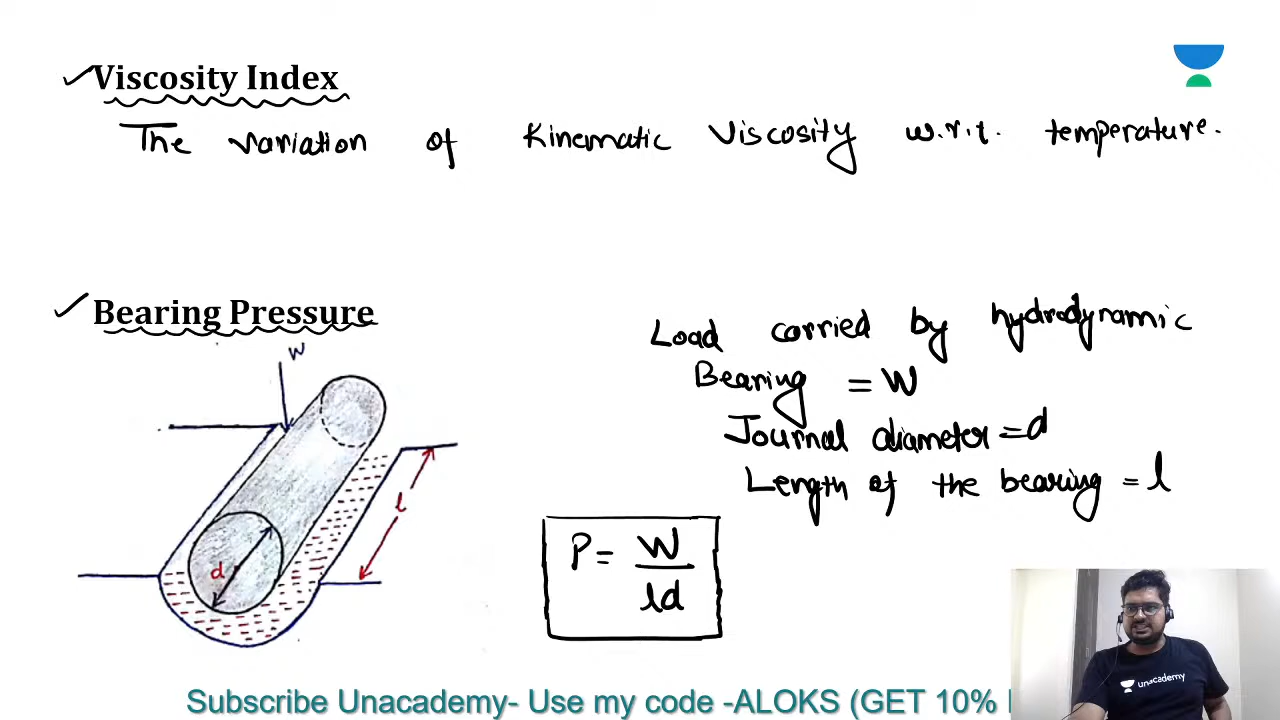 Viscosity Index
The variation of Kinematic Viscosity w.r.t. temperature.
Bearing Pressure
W
Load carried by hydrodynamic
Bearing = W
Journal diameter = d
Length of the bearing = l
l
d
P = W
ld
unacademy
Subscribe Unacademy- Use my code -ALOKS (GET 10%